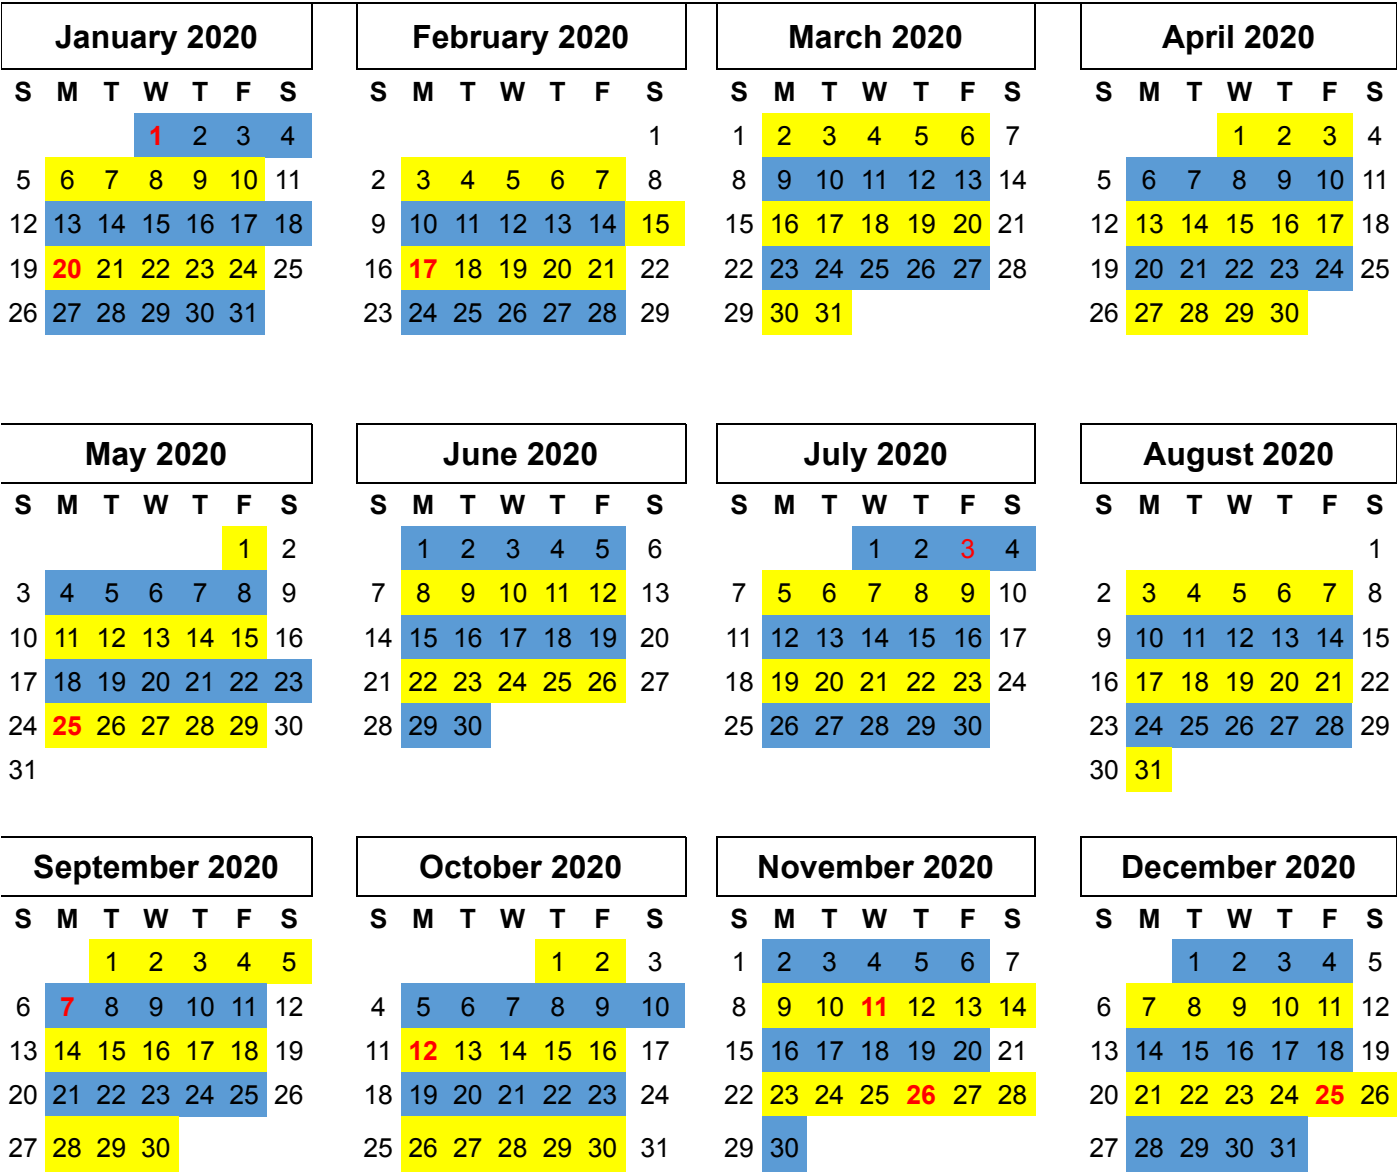 January 2020 February 2020 March 2020 April 2020
S M T W T F S S M T W T F S S M T W T F S S M T W T F S
1 2 3 4 1 1 2 3 4 5 6 7 1 2 3 4
5 6 7 8 9 10 11 2 3 4 5 6 7 8 8 9 10 11 12 13 14 5 6 7 8 9 10 11
12 13 14 15 16 17 18 9 10 11 12 13 14 15 15 16 17 18 19 20 21 12 13 14 15 16 17 18
19 20 21 22 23 24 25 16 17 18 19 20 21 22 22 23 24 25 26 27 28 19 20 21 22 23 24 25
26 27 28 29 30 31 23 24 25 26 27 28 29 29 30 31 26 27 28 29 30
May 2020 June 2020 July 2020 August 2020
S M T W T F S S M T W T F S S M T W T F S S M T W T F S
1 2 1 2 3 4 5 6 1 2 3 4 1
3 4 5 6 7 8 9 7 8 9 10 11 12 13 7 5 6 7 8 9 10 2 3 4 5 6 7 8
10 11 12 13 14 15 16 14 15 16 17 18 19 20 11 12 13 14 15 16 17 9 10 11 12 13 14 15
17 18 19 20 21 22 23 21 22 23 24 25 26 27 18 19 20 21 22 23 24 16 17 18 19 20 21 22
24 25 26 27 28 29 30 28 29 30 25 26 27 28 29 30 23 24 25 26 27 28 29
31 30 31
September 2020 October 2020 November 2020 December 2020
S M T W T F S S M T W T F S S M T W T F S S M T W T F S
1 2 3 4 5 1 2 3 1 2 3 4 5 6 7 1 2 3 4 5
6 7 8 9 10 11 12 4 5 6 7 8 9 10 8 9 10 11 12 13 14 6 7 8 9 10 11 12
13 14 15 16 17 18 19 11 12 13 14 15 16 17 15 16 17 18 19 20 21 13 14 15 16 17 18 19
20 21 22 23 24 25 26 18 19 20 21 22 23 24 22 23 24 25 26 27 28 20 21 22 23 24 25 26
27 28 29 30 25 26 27 28 29 30 31 29 30 27 28 29 30 31